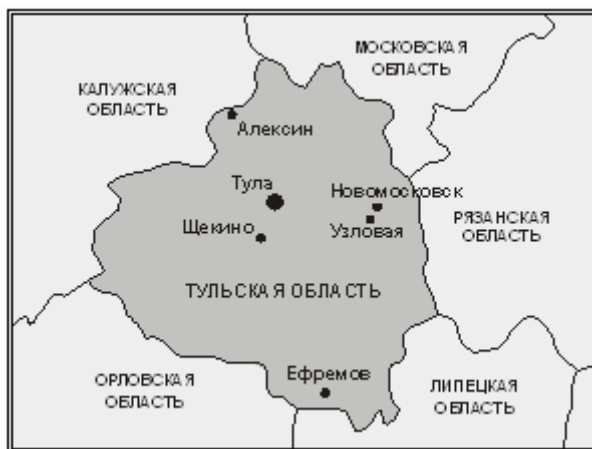 МОСКОВСКАЯ
ОБЛАСТЬ
КАЛУЖСКАЯ
ОБЛАСТЬ
Алексин
Тула
Новомосковск
Щекино
Узловая
РЯЗАНСКАЯ
ОБЛАСТЬ
ТУЛЬСКАЯ ОБЛАСТЬ
Ефремов
ОРЛОВСКАЯ
ОБЛАСТЬ
ЛИПЕЦКАЯ
ОБЛАСТЬ